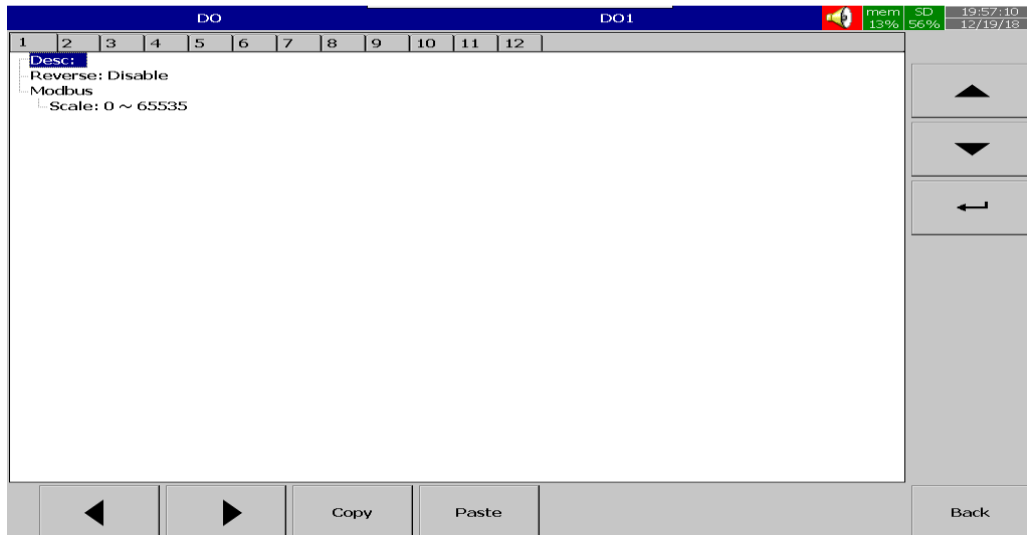 DO DO1 mem SD 19:57:10
13% 56% 12/19/18
1 2 3 4 5 6 7 8 9 10 11 12
Desc:
Reverse: Disable
Modbus
Scale: 0 ~ 65535
Copy Paste Back